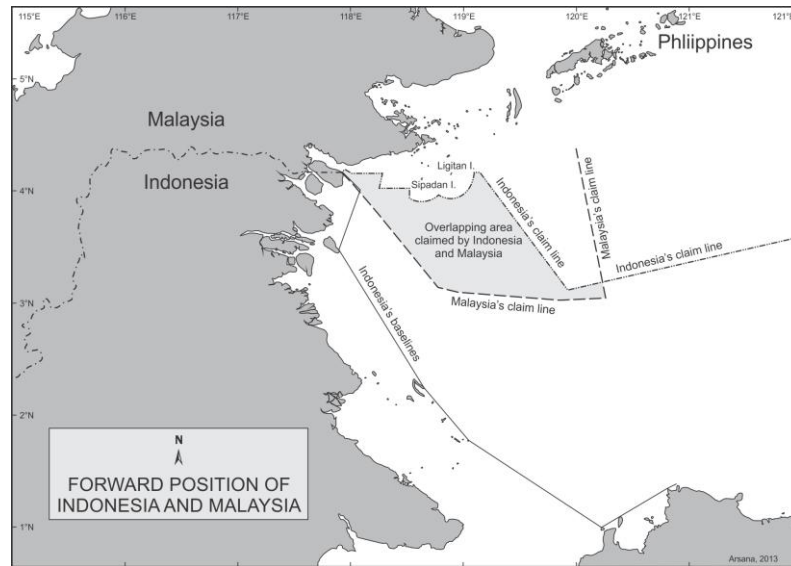 115°E 116°E 117°E 118°E 119°E 120°E 121°E 121°E
Phliippines
5°N
Malaysia
Indonesia
4°N
Ligitan I.
Sipadan I.
Overlapping area
claimed by Indonesia
and Malaysia
Indonesia's claim line
Malaysia's claim line
Indonesia's claim line
3°N
Malaysia's claim line
Indonesia's baselines
2°N
N
FORWARD POSITION OF
INDONESIA AND MALAYSIA
1°N
Arsana, 2013